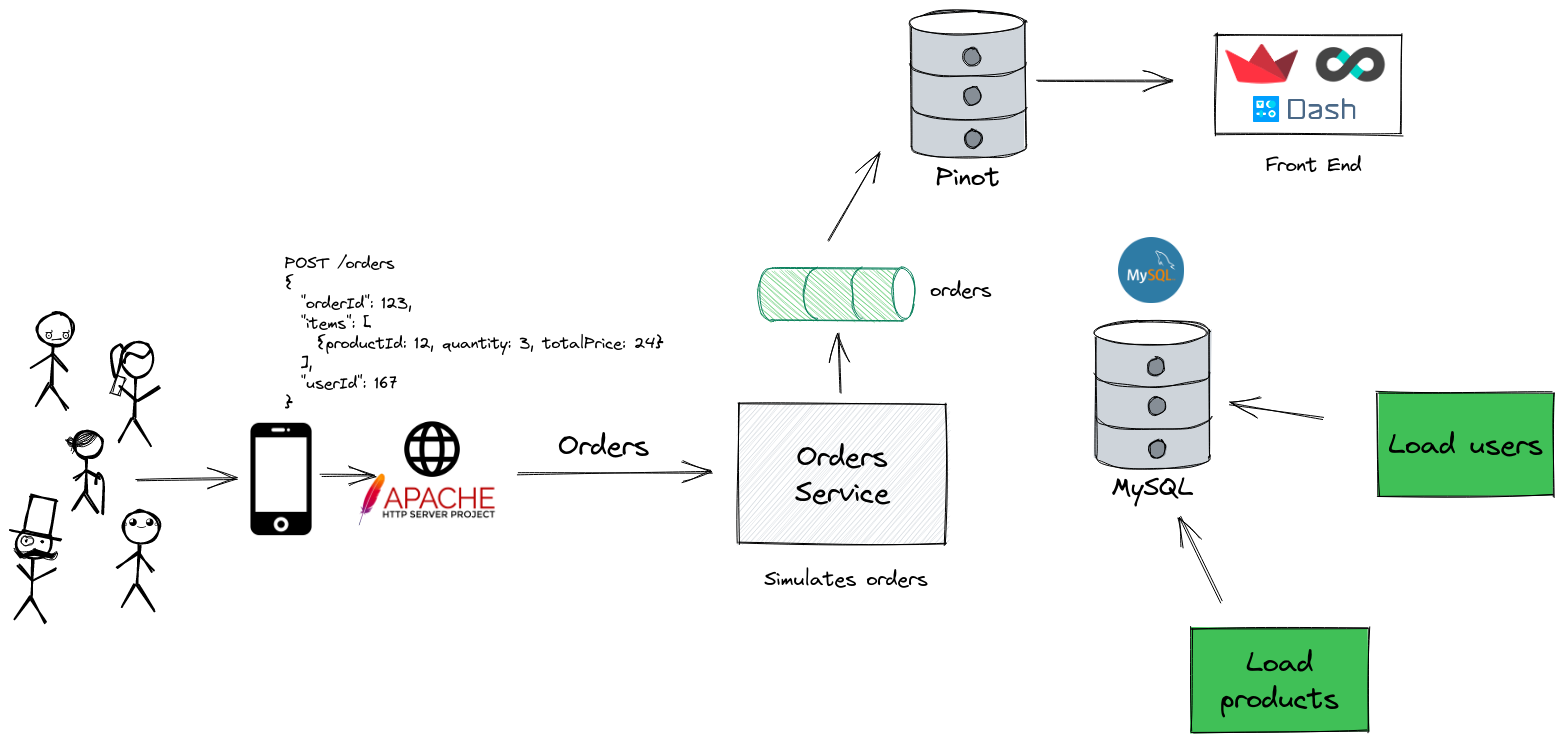 Pinot
Dash
Front End
POST /orders
{
"orderId": 123,
"items": [
{productId: 12, quantity: 3, totalPrice: 24}
],
"userId": 167
}
orders
MySQL
Orders
APACHE
HTTP SERVER PROJECT
Orders
Service
Simulates orders
MySQL
Load users
Load
products